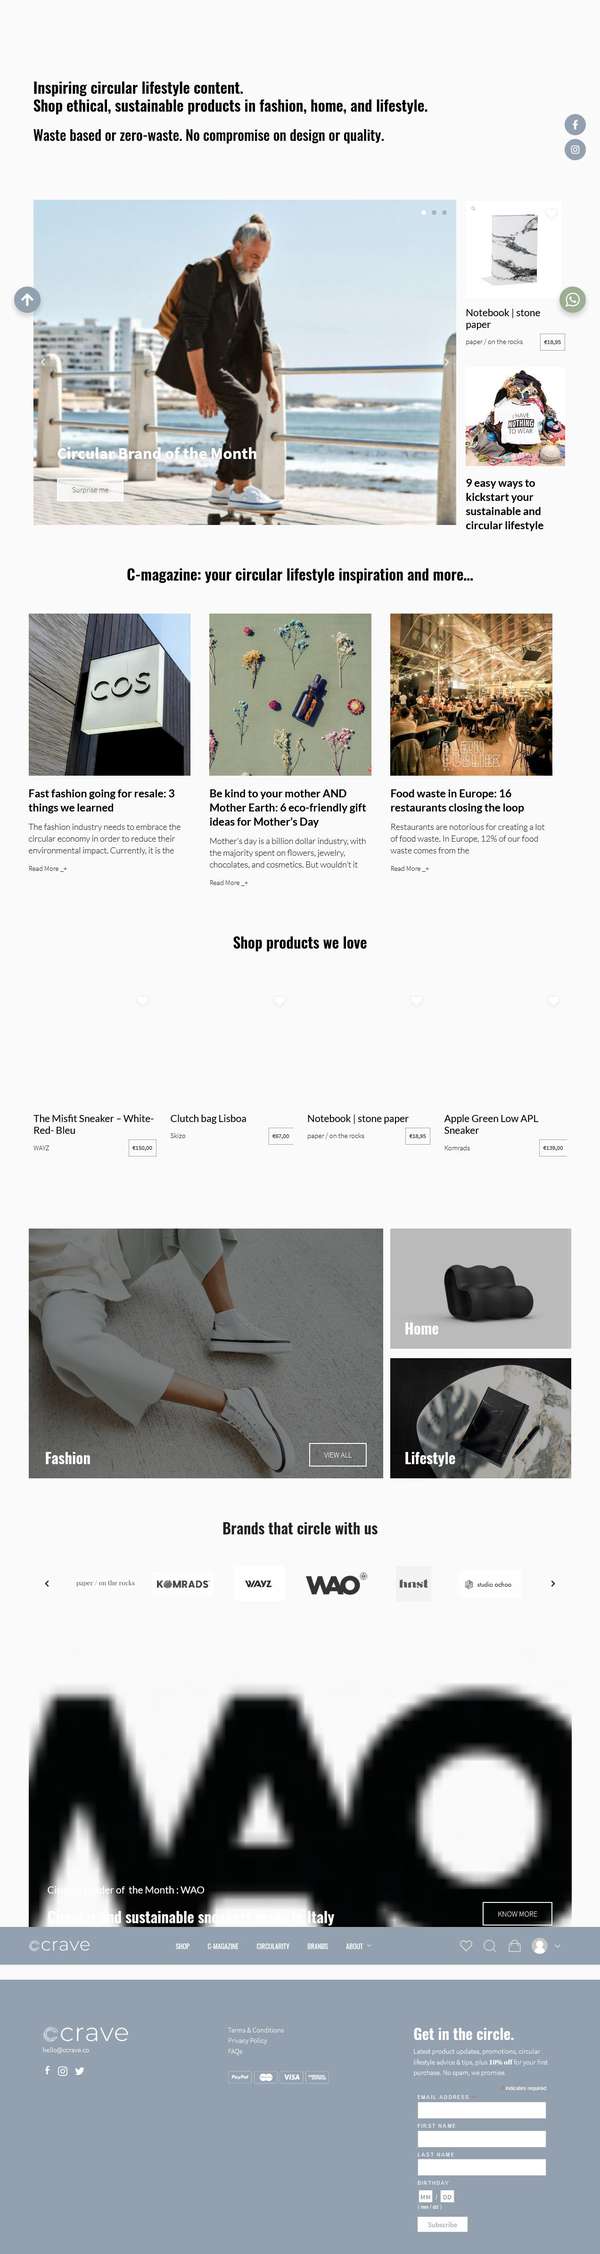 Inspiring circular lifestyle content.
Shop ethical, sustainable products in fashion, home, and lifestyle.
Waste based or zero-waste. No compromise on design or quality.
Circular Brand of the Month
Surprise me
Notebook | stone
paper
paper / on the rocks
€18,95
I HAVE
NOTHING
TO WEAR
9 easy ways to
kickstart your
sustainable and
circular lifestyle
C-magazine: your circular lifestyle inspiration and more...
COS
Fast fashion going for resale: 3
things we learned
The fashion industry needs to embrace the
circular economy in order to reduce their
environmental impact. Currently, it is the
Read More _+
Be kind to your mother AND
Mother Earth: 6 eco-friendly gift
ideas for Mother's Day
Mother's day is a billion dollar industry, with
the majority spent on flowers, jewelry,
chocolates, and cosmetics. But wouldn't it
Read More _+
Food waste in Europe: 16
restaurants closing the loop
Restaurants are notorious for creating a lot
of food waste. In Europe, 12% of our food
waste comes from the
Read More _+
Shop products we love
The Misfit Sneaker – White-
Red- Bleu
WAYZ
€150,00
Clutch bag Lisboa
Skizo
€67,00
Notebook | stone paper
paper / on the rocks
€18,95
Apple Green Low APL
Sneaker
Komrads
€139,00
Fashion
VIEW ALL
Home
Lifestyle
Brands that circle with us
paper / on the rocks
KOMRADS
WAYZ
WAO
hnst
studio ochoo
WAO
of the Month : WAO
and sustainable Italy
KNOW MORE
ccrave
SHOP
C-MAGAZINE
CIRCULARITY
BRANDS
ABOUT
ccrave
hello@ccrave.co
Terms & Conditions
Privacy Policy
FAQs
PayPal
VISA
Get in the circle.
Latest product updates, promotions, circular
lifestyle advice & tips, plus 10% off for your first
purchase. No spam, we promise.
* indicates required
EMAIL ADDRESS
FIRST NAME
LAST NAME
BIRTHDAY
MM / DD
( mm / dd )
Subscribe